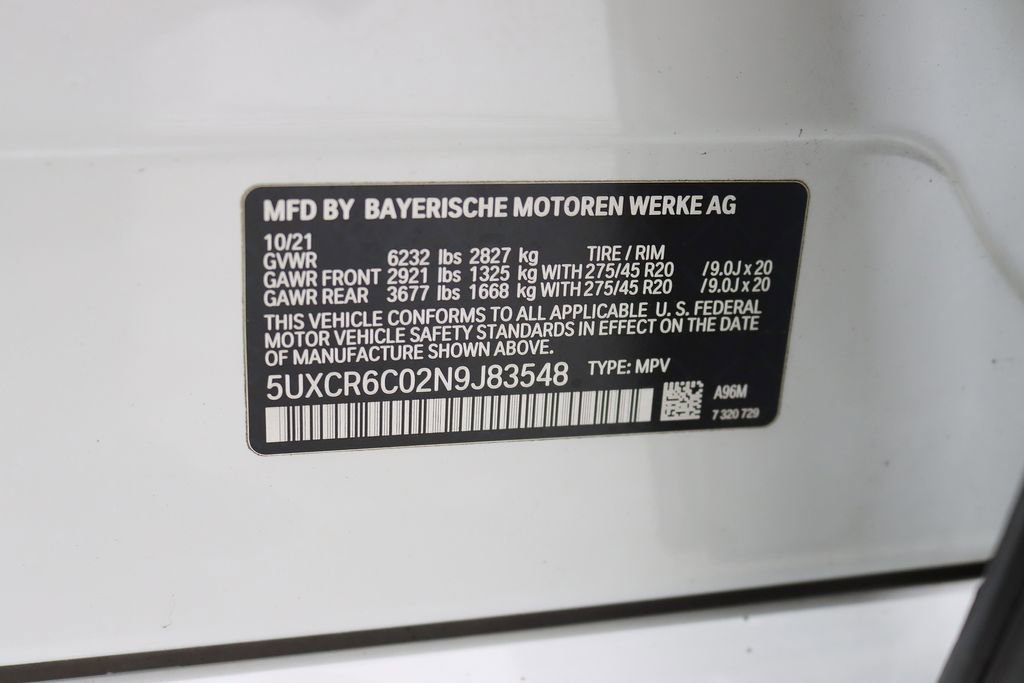 MFD BY BAYERISCHE MOTOREN WERKE AG
10/21
GVWR 6232 lbs 2827 kg TIRE / RIM
GAWR FRONT 2921 lbs 1325 kg WITH 275/45 R20 /9.0J x 20
GAWR REAR 3677 lbs 1668 kg WITH 275/45 R20 /9.0J x 20
THIS VEHICLE CONFORMS TO ALL APPLICABLE U. S. FEDERAL
MOTOR VEHICLE SAFETY STANDARDS IN EFFECT ON THE DATE
OF MANUFACTURE SHOWN ABOVE.
5UXCR6C02N9J83548 TYPE: MPV
A96M
7 320 729